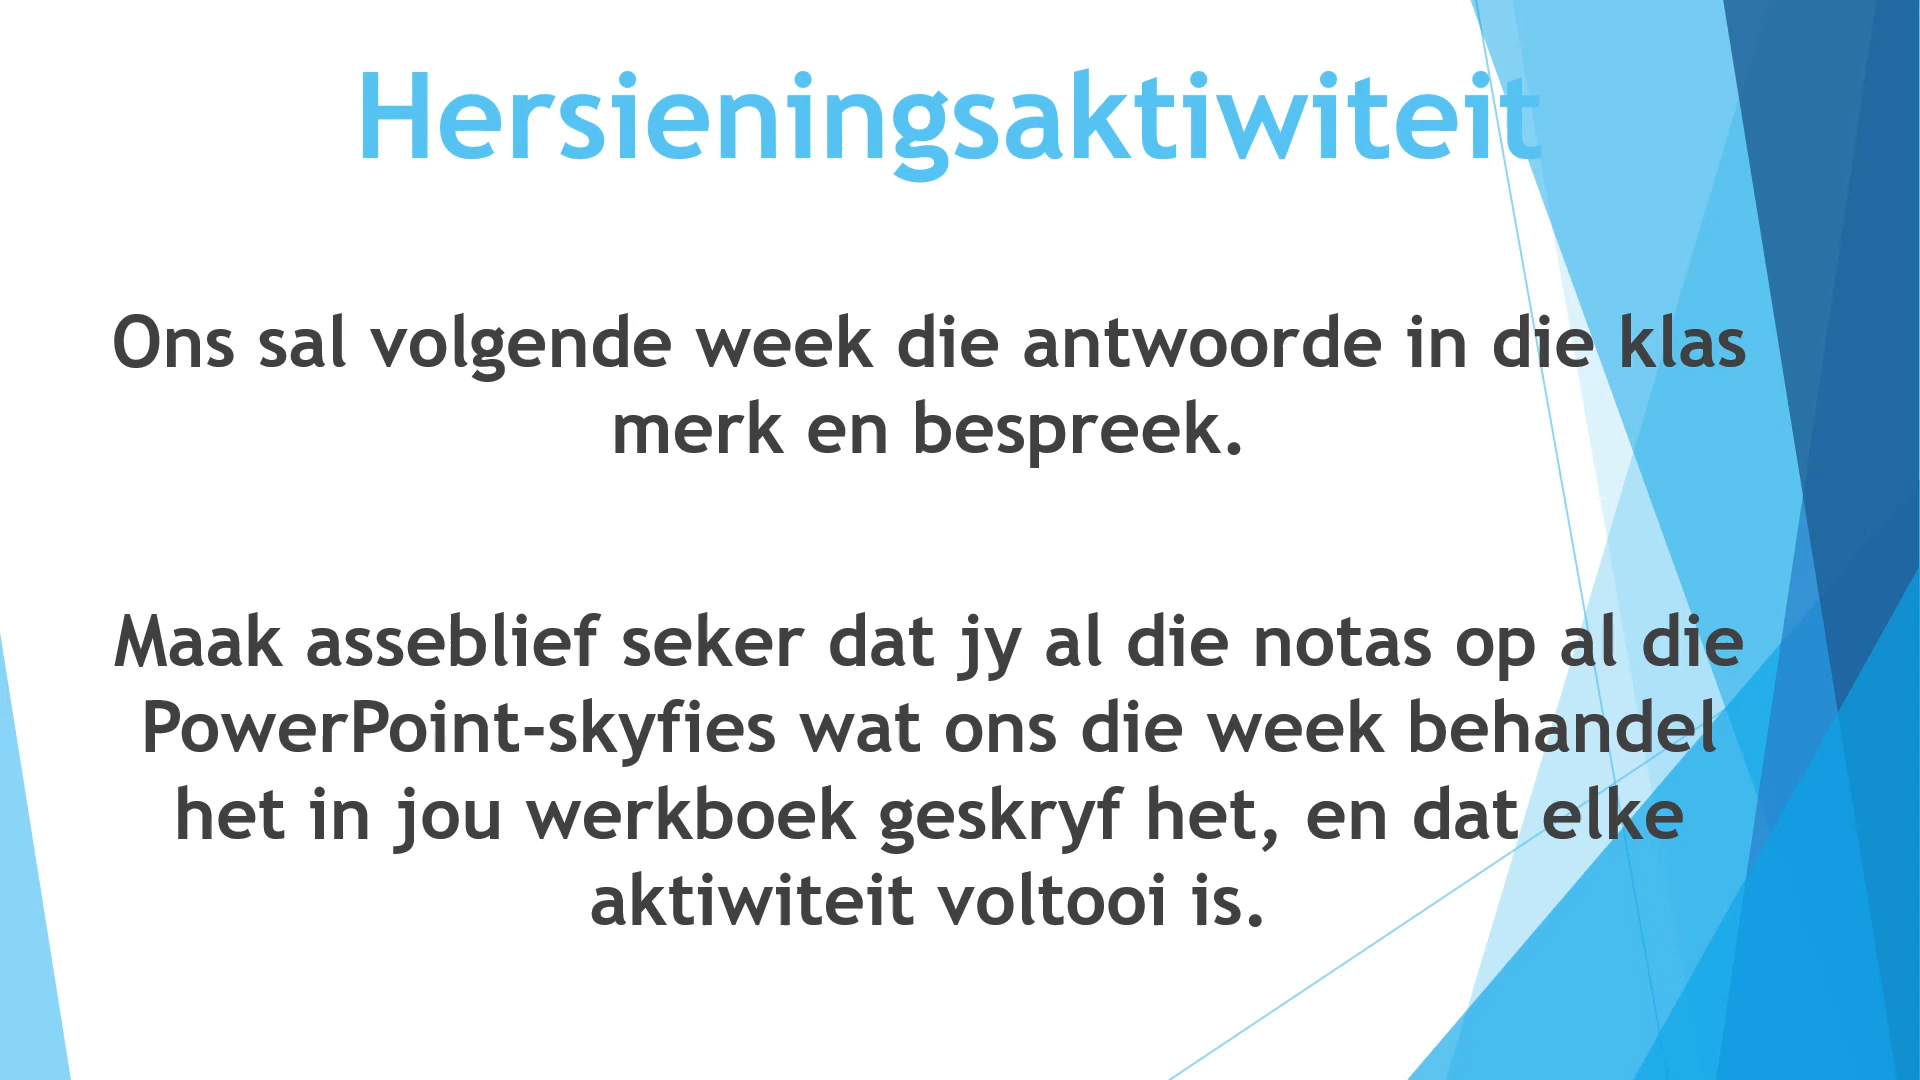 Hersieningsaktiwiteit
Ons sal volgende week die antwoorde in die klas
merk en bespreek.
Maak asseblief seker dat jy al die notas op al die
PowerPoint-skyfies wat ons die week behandel
het in jou werkboek geskryf het, en dat elke
aktiwiteit voltooi is.